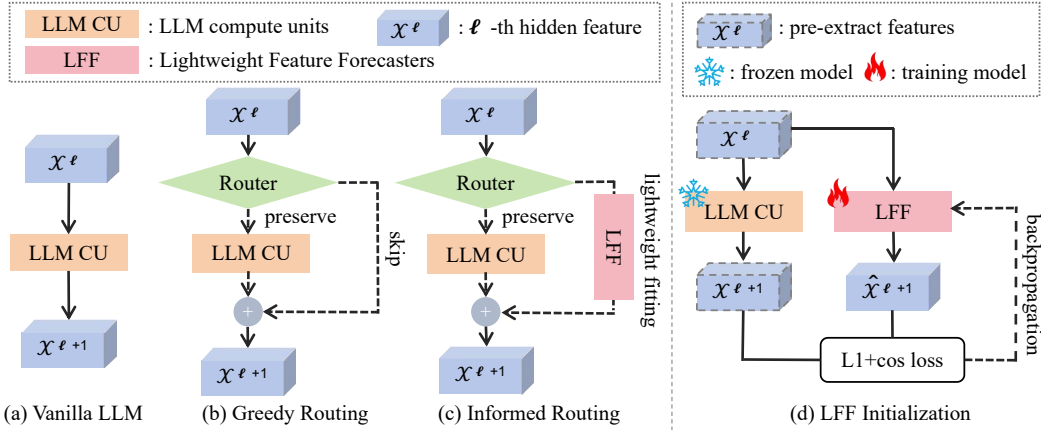 LLM CU : LLM compute units
𝒳 ℓ : ℓ -th hidden feature
LFF : Lightweight Feature Forecasters
𝒳 ℓ : pre-extract features
: frozen model : training model
𝒳 ℓ
LLM CU
𝒳 ℓ +1
(a) Vanilla LLM
𝒳 ℓ
Router
preserve
skip
LLM CU
+
𝒳 ℓ +1
(b) Greedy Routing
𝒳 ℓ
Router
preserve
LFF
lightweight fitting
LLM CU
+
𝒳 ℓ +1
(c) Informed Routing
𝒳 ℓ
LLM CU
LFF
𝒳 ℓ +1
𝒳̂ ℓ +1
backpropagation
L1+cos loss
(d) LFF Initialization